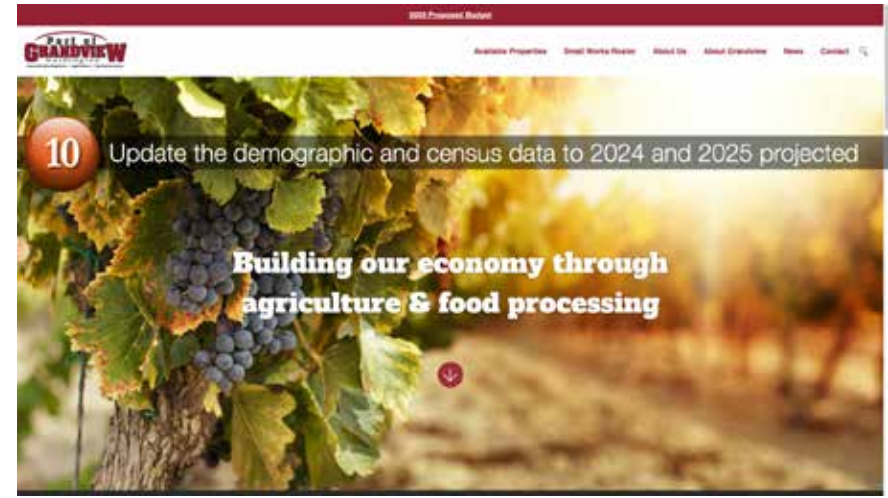 Proposed Budget
Port of
GRANDVIEW
Washington
Available Properties Small Works Roster About Us About Grandview News Contact
10 Update the demographic and census data to 2024 and 2025 projected
Building our economy through
agriculture & food processing